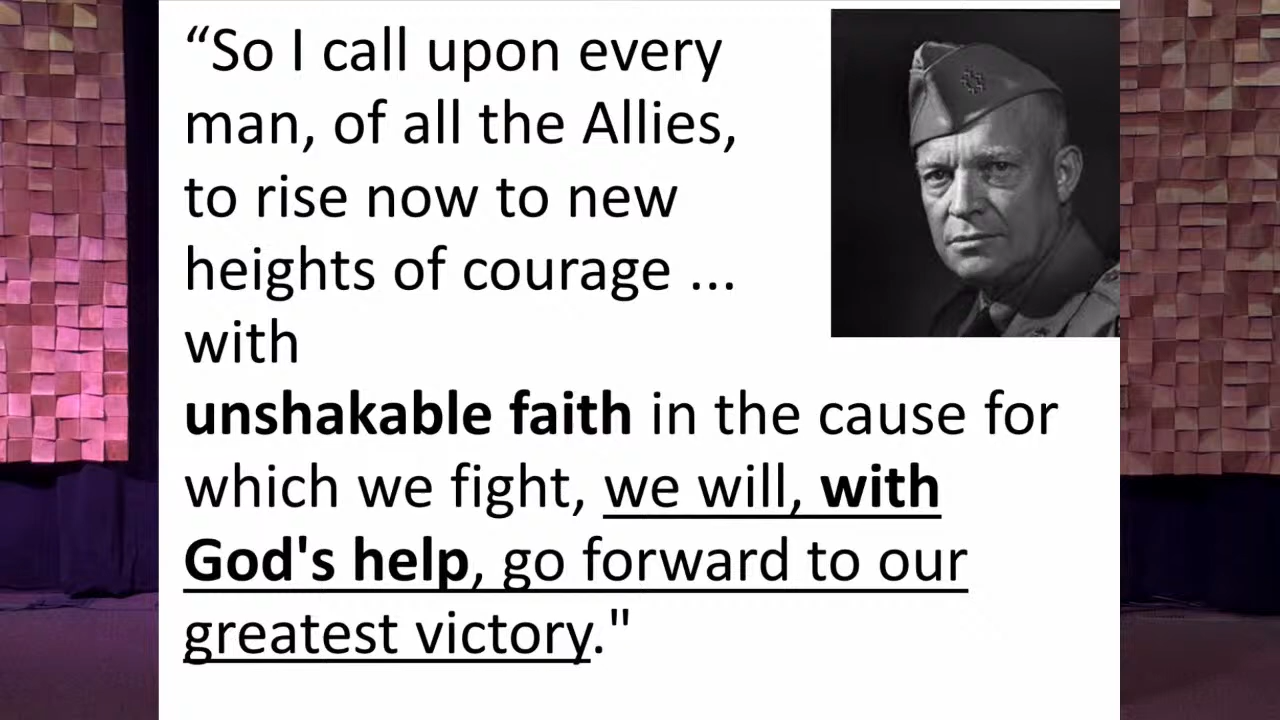 “So I call upon every
man, of all the Allies,
to rise now to new
heights of courage ...
with
unshakable faith in the cause for
which we fight, we will, with
God's help, go forward to our
greatest victory."